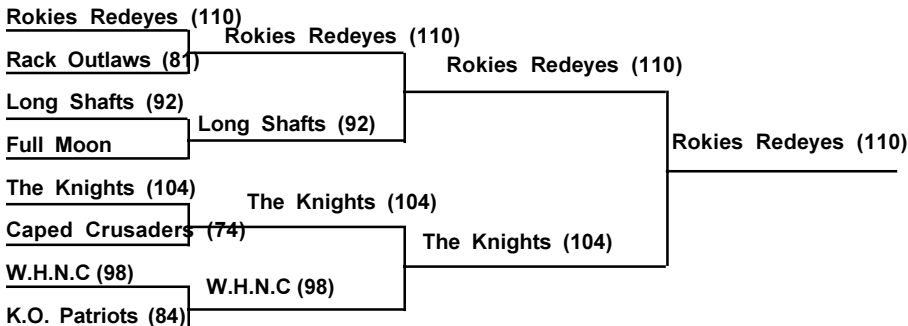 Rokies Redeyes (110)
Rack Outlaws (81)
Long Shafts (92)
Full Moon
The Knights (104)
Caped Crusaders (74)
W.H.N.C (98)
K.O. Patriots (84)
Rokies Redeyes (110)
Long Shafts (92)
The Knights (104)
W.H.N.C (98)
Rokies Redeyes (110)
The Knights (104)
Rokies Redeyes (110)